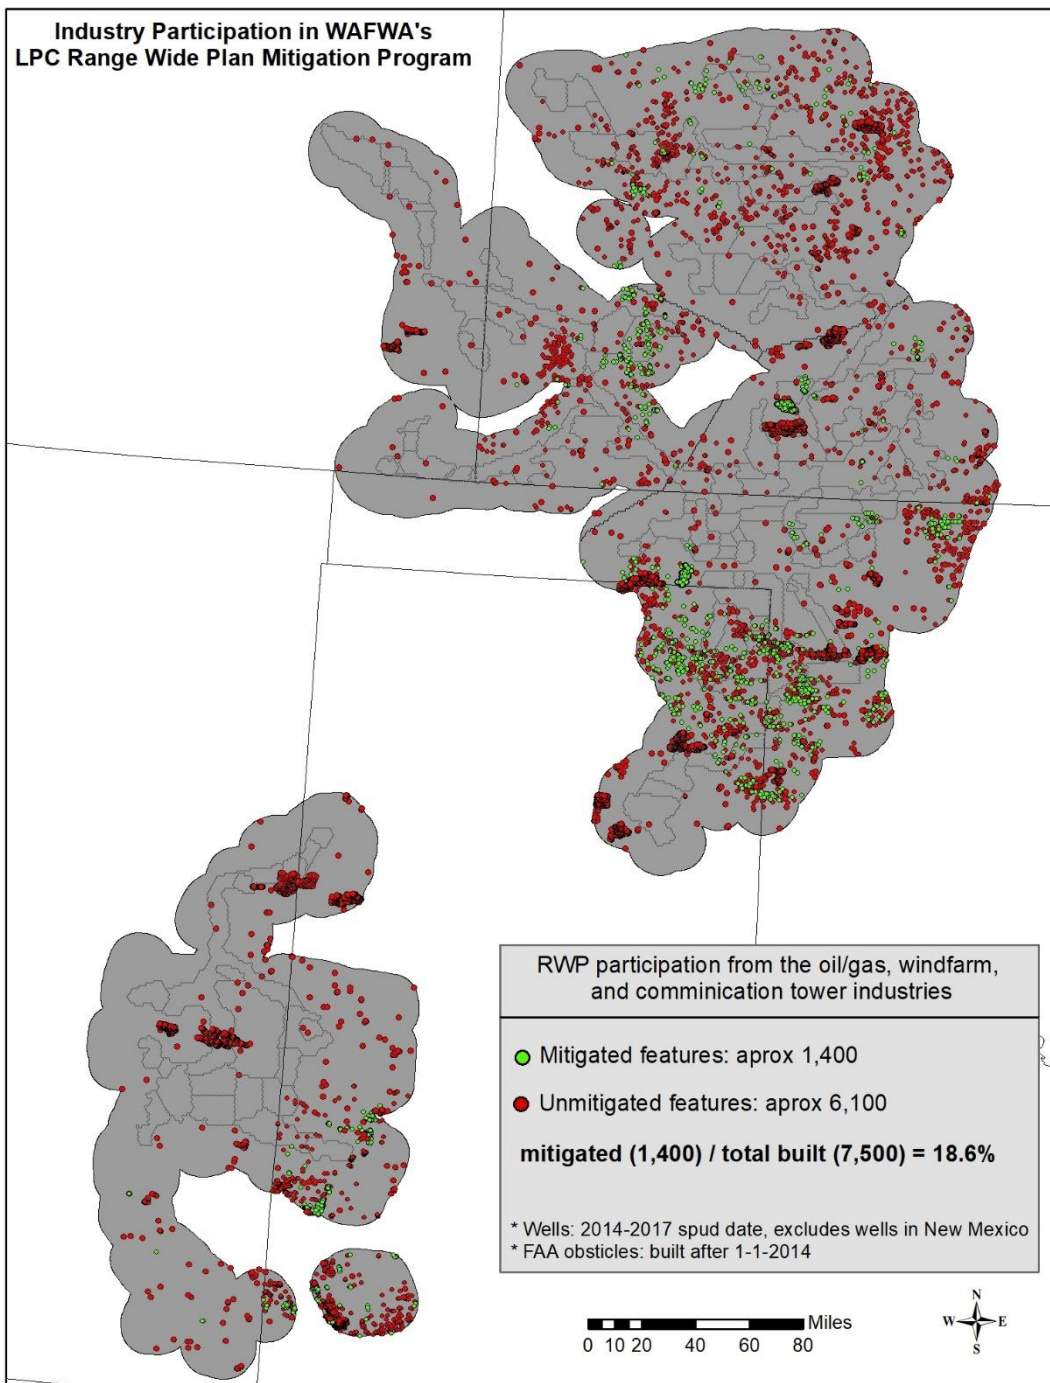 Industry Participation in WAFWA's
LPC Range Wide Plan Mitigation Program
RWP participation from the oil/gas, windfarm,
and comminication tower industries
Mitigated features: aprox 1,400
Unmitigated features: aprox 6,100
mitigated (1,400) / total built (7,500) = 18.6%
* Wells: 2014-2017 spud date, excludes wells in New Mexico
* FAA obsticles: built after 1-1-2014
Miles
0 10 20 40 60 80
N
W E
S